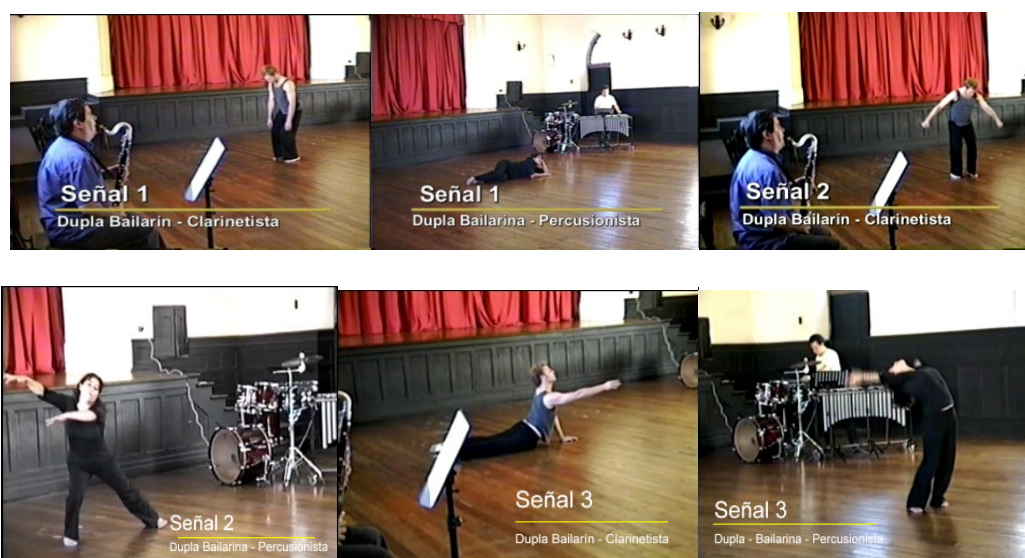 Señal 1
Dupla Bailarín - Clarinetista
Señal 1
Dupla Bailarina - Percusionista
Señal 2
Dupla Bailarín - Clarinetista
Señal 2
Dupla Bailarina - Percusionista
Señal 3
Dupla Bailarín - Clarinetista
Señal 3
Dupla - Bailarina - Percusionista